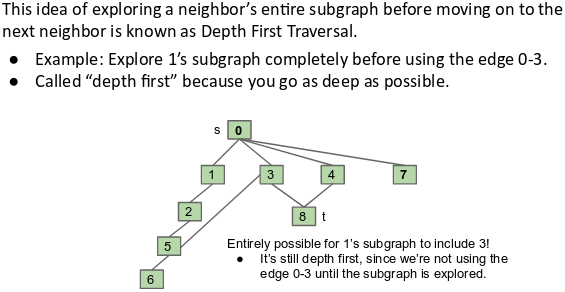 This idea of exploring a neighbor's entire subgraph before moving on to the
next neighbor is known as Depth First Traversal.
● Example: Explore 1's subgraph completely before using the edge 0-3.
● Called “depth first” because you go as deep as possible.
s 0
1 3 4 7
2 8 t
5
6
Entirely possible for 1's subgraph to include 3!
● It's still depth first, since we're not using the
edge 0-3 until the subgraph is explored.